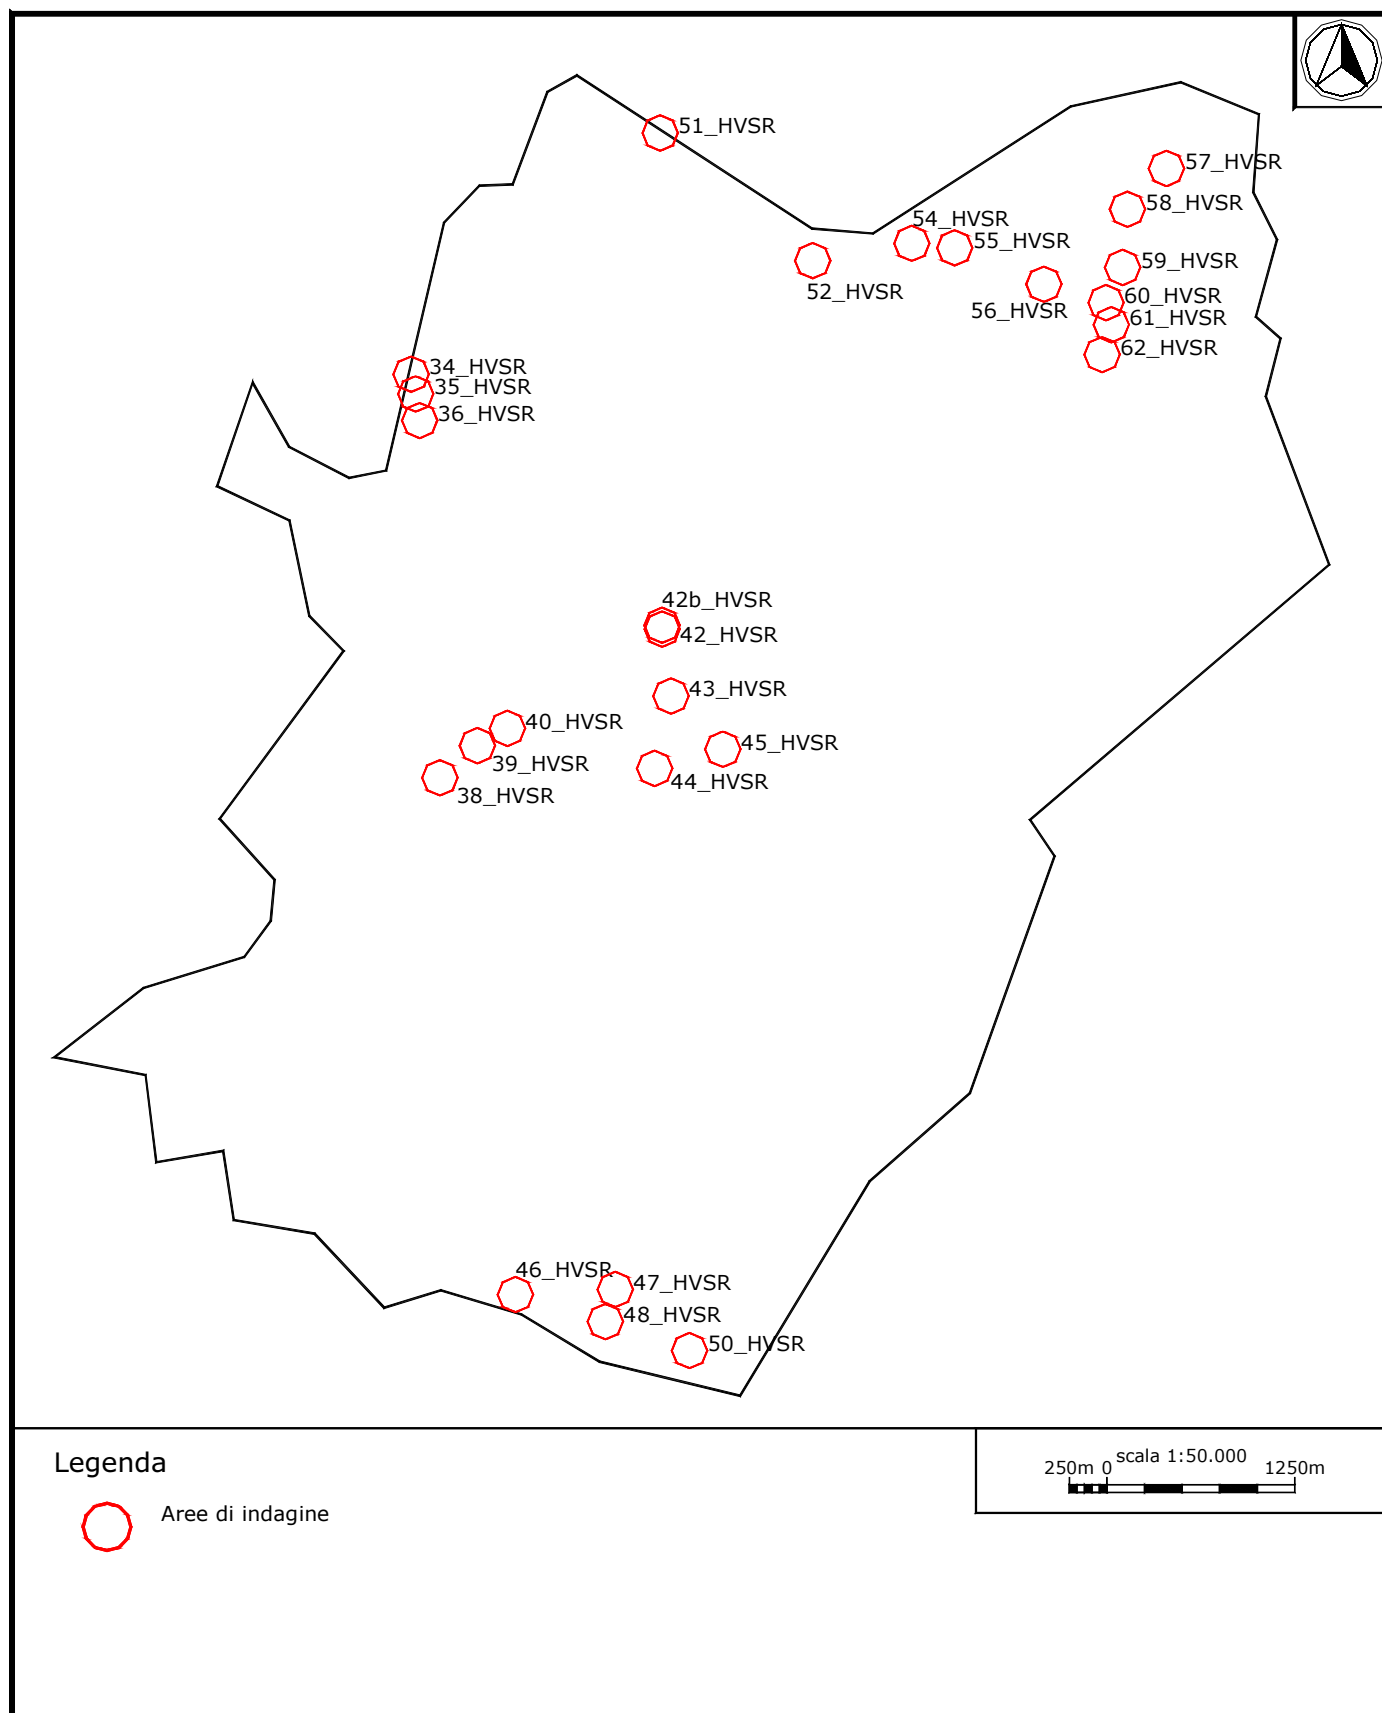 51_HVSR
57_HVSR
58_HVSR
54_HVSR
55_HVSR
59_HVSR
52_HVSR
56_HVSR
60_HVSR
61_HVSR
62_HVSR
34_HVSR
35_HVSR
36_HVSR
42b_HVSR
42_HVSR
43_HVSR
40_HVSR
45_HVSR
39_HVSR
44_HVSR
38_HVSR
46_HVSR
47_HVSR
48_HVSR
50_HVSR
Legenda
Aree di indagine
scala 1:50.000
250m 0 1250m